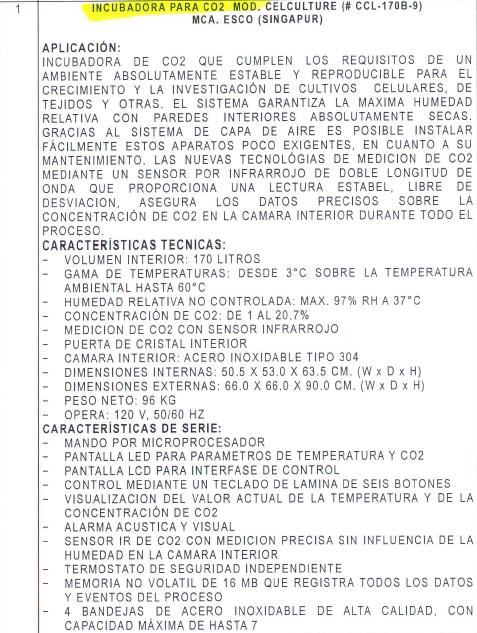 1
INCUBADORA PARA CO2 MOD. CELCULTURE (# CCL-170B-9)
MCA. ESCO (SINGAPUR)
APLICACIÓN:
INCUBADORA DE CO2 QUE CUMPLEN LOS REQUISITOS DE UN
AMBIENTE ABSOLUTAMENTE ESTABLE Y REPRODUCIBLE PARA EL
CRECIMIENTO Y LA INVESTIGACIÓN DE CULTIVOS CELULARES, DE
TEJIDOS Y OTRAS. EL SISTEMA GARANTIZA LA MAXIMA HUMEDAD
RELATIVA CON PAREDES INTERIORES ABSOLUTAMENTE SECAS.
GRACIAS AL SISTEMA DE CAPA DE AIRE ES POSIBLE INSTALAR
FÁCILMENTE ESTOS APARATOS POCO EXIGENTES, EN CUANTO A SU
MANTENIMIENTO. LAS NUEVAS TECNOLÓGIAS DE MEDICION DE CO2
MEDIANTE UN SENSOR POR INFRARROJO DE DOBLE LONGITUD DE
ONDA QUE PROPORCIONA UNA LECTURA ESTABEL, LIBRE DE
DESVIACION, ASEGURA LOS DATOS PRECISOS SOBRE LA
CONCENTRACIÓN DE CO2 EN LA CAMARA INTERIOR DURANTE TODO EL
PROCESO.
CARACTERÍSTICAS TECNICAS:
- VOLUMEN INTERIOR: 170 LITROS
- GAMA DE TEMPERATURAS: DESDE 3°C SOBRE LA TEMPERATURA
AMBIENTAL HASTA 60°C
- HUMEDAD RELATIVA NO CONTROLADA: MAX. 97% RH A 37°C
- CONCENTRACIÓN DE CO2: DE 1 AL 20.7%
- MEDICION DE CO2 CON SENSOR INFRARROJO
- PUERTA DE CRISTAL INTERIOR
- CAMARA INTERIOR: ACERO INOXIDABLE TIPO 304
- DIMENSIONES INTERNAS: 50.5 X 53.0 X 63.5 CM. (W x D x H)
- DIMENSIONES EXTERNAS: 66.0 X 66.0 X 90.0 CM. (W x D x H)
- PESO NETO: 96 KG
- OPERA: 120 V, 50/60 HZ
CARACTERÍSTICAS DE SERIE:
- MANDO POR MICROPROCESADOR
- PANTALLA LED PARA PARAMETROS DE TEMPERATURA Y CO2
- PANTALLA LCD PARA INTERFASE DE CONTROL
- CONTROL MEDIANTE UN TECLADO DE LAMINA DE SEIS BOTONES
- VISUALIZACION DEL VALOR ACTUAL DE LA TEMPERATURA Y DE LA
CONCENTRACIÓN DE CO2
- ALARMA ACUSTICA Y VISUAL
- SENSOR IR DE CO2 CON MEDICION PRECISA SIN INFLUENCIA DE LA
HUMEDAD EN LA CAMARA INTERIOR
- TERMOSTATO DE SEGURIDAD INDEPENDIENTE
- MEMORIA NO VOLATIL DE 16 MB QUE REGISTRA TODOS LOS DATOS
Y EVENTOS DEL PROCESO
- 4 BANDEJAS DE ACERO INOXIDABLE DE ALTA CALIDAD, CON
CAPACIDAD MÁXIMA DE HASTA 7